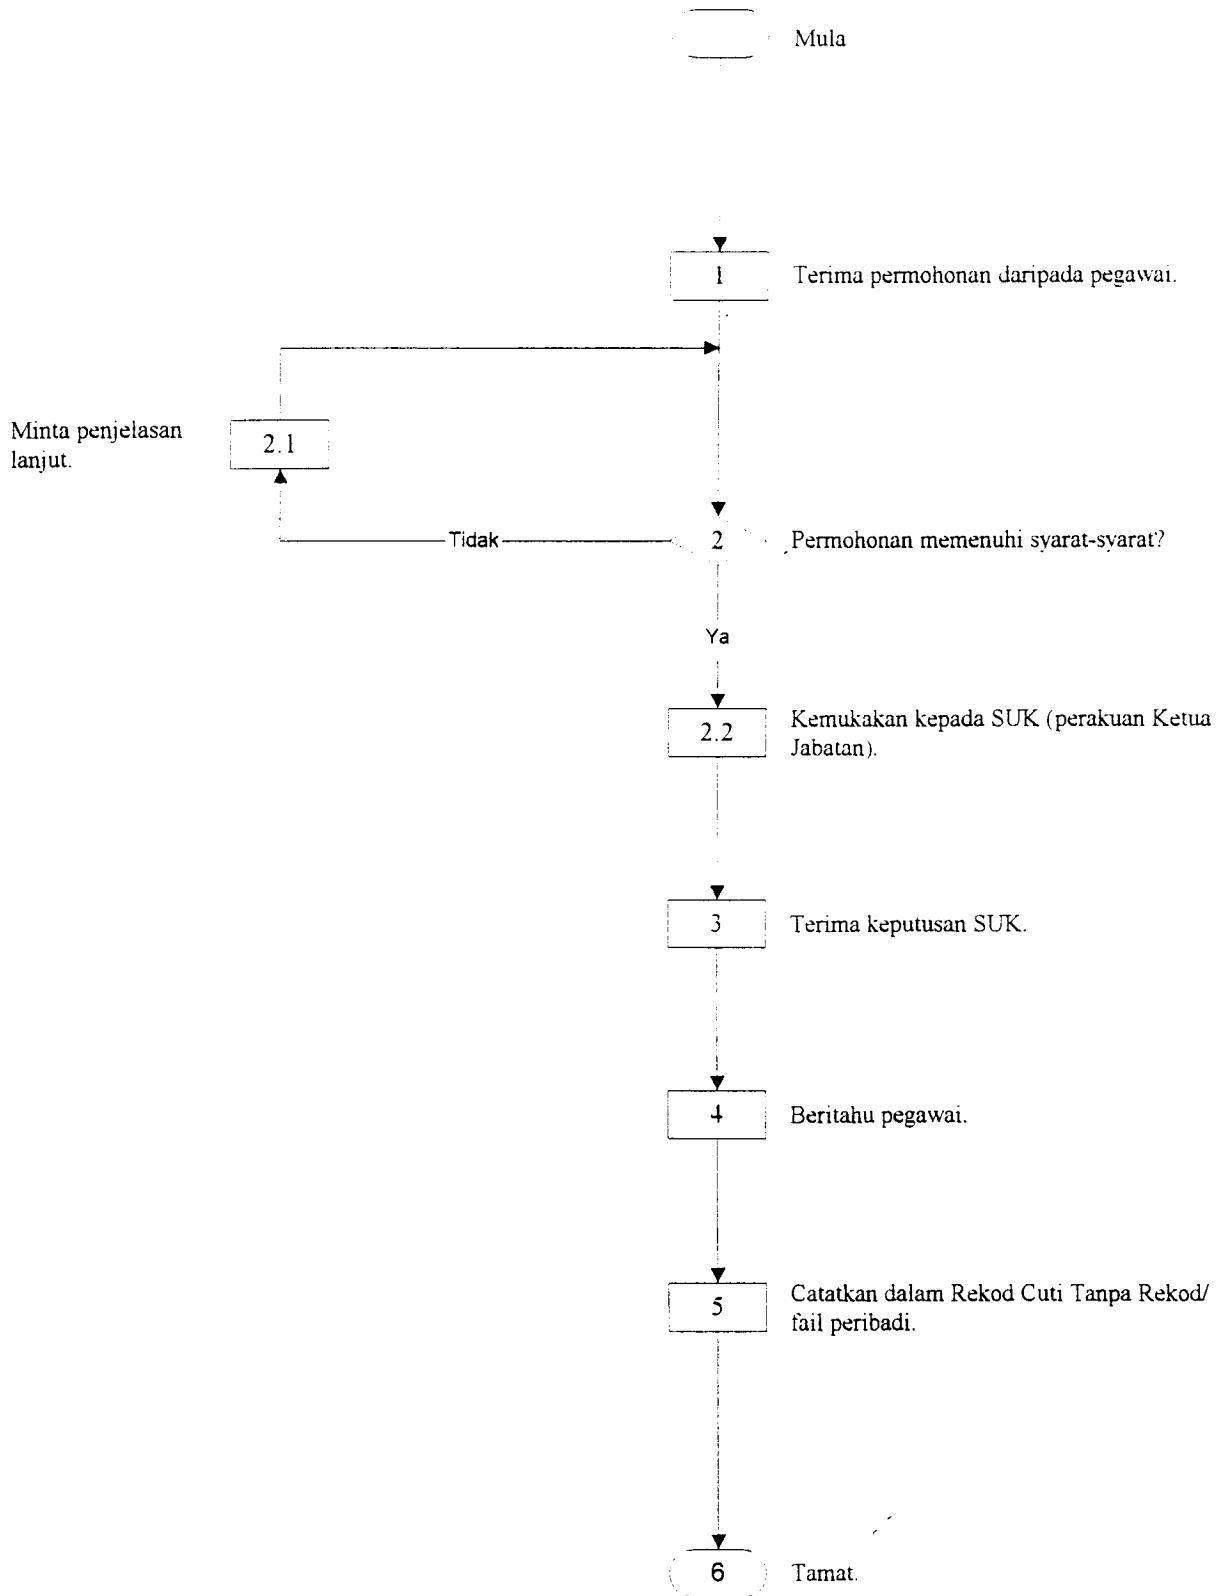 Mula
1
Terima permohonan daripada pegawai.
Minta penjelasan
lanjut.
2.1
Tidak
2
Permohonan memenuhi syarat-syarat?
Ya
2.2
Kemukakan kepada SUK (perakuan Ketua
Jabatan).
3
Terima keputusan SUK.
4
Beritahu pegawai.
5
Catatkan dalam Rekod Cuti Tanpa Rekod/
fail peribadi.
6
Tamat.